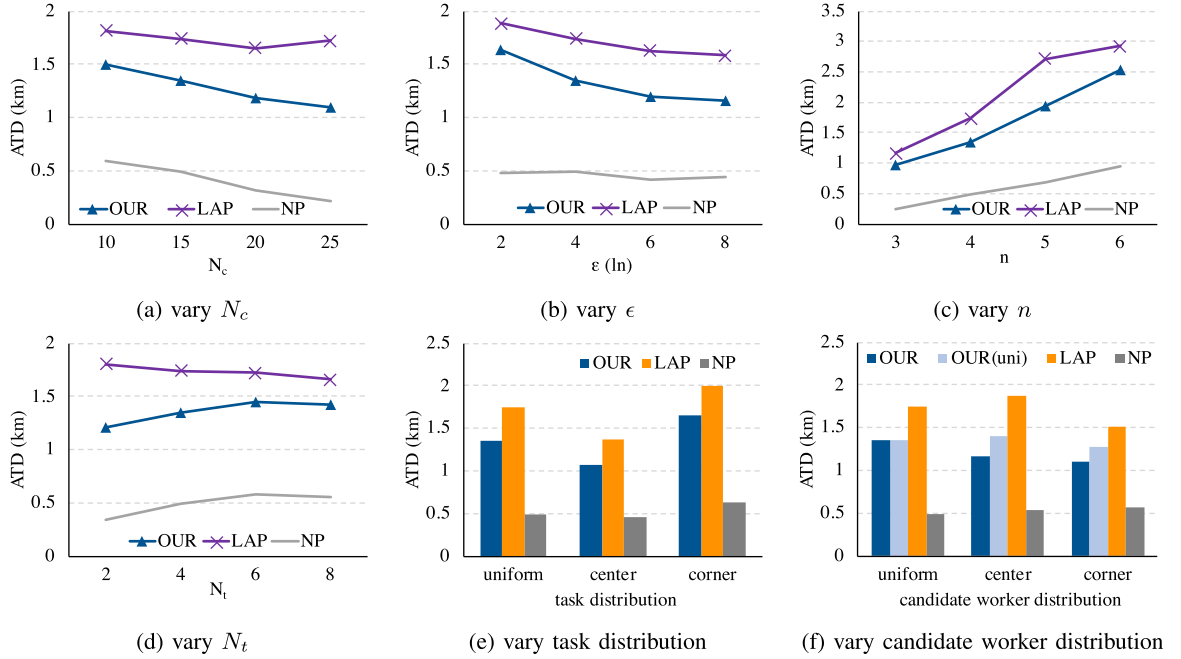 2
1.5
1
0.5
0
ATD (km)
OUR LAP NP
10 15 20 25
N_c
(a) vary N_c
2
1.5
1
0.5
0
ATD (km)
OUR LAP NP
2 4 6 8
ε (ln)
(b) vary ϵ
3.5
3
2.5
2
1.5
1
0.5
0
ATD (km)
OUR LAP NP
3 4 5 6
n
(c) vary n
2
1.5
1
0.5
0
ATD (km)
OUR LAP NP
2 4 6 8
N_t
(d) vary N_t
2.5
2
1.5
1
0.5
0
ATD (km)
OUR LAP NP
uniform center corner
task distribution
(e) vary task distribution
2.5
2
1.5
1
0.5
0
ATD (km)
OUR OUR(uni) LAP NP
uniform center corner
candidate worker distribution
(f) vary candidate worker distribution